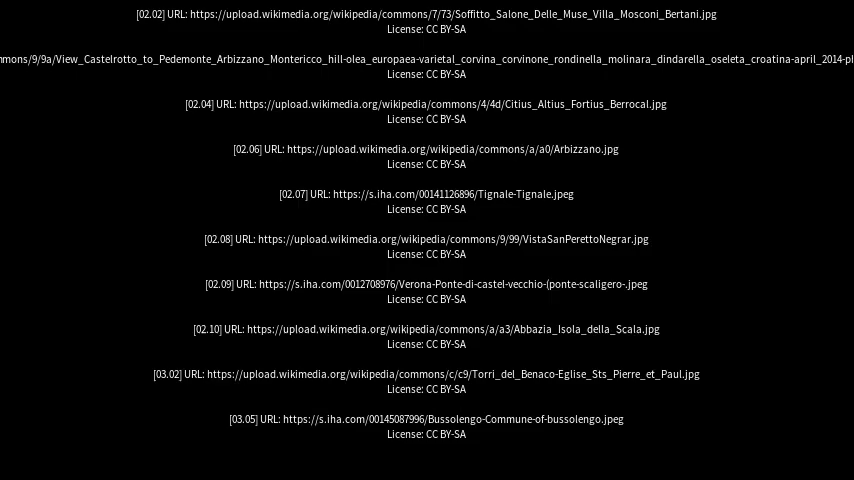 [02.02] URL: https://upload.wikimedia.org/wikipedia/commons/7/73/Soffitto_Salone_Delle_Muse_Villa_Mosconi_Bertani.jpg
License: CC BY-SA
mmons/9/9a/View_Castelrotto_to_Pedemonte_Arbizzano_Montericco_hill-olea_europaea-varietal_corvina_corvinone_rondinella_molinara_dindarella_oseleta_croatina-april_2014-pl
License: CC BY-SA
[02.04] URL: https://upload.wikimedia.org/wikipedia/commons/4/4d/Citius_Altius_Fortius_Berrocal.jpg
License: CC BY-SA
[02.06] URL: https://upload.wikimedia.org/wikipedia/commons/a/a0/Arbizzano.jpg
License: CC BY-SA
[02.07] URL: https://s.iha.com/00141126896/Tignale-Tignale.jpeg
License: CC BY-SA
[02.08] URL: https://upload.wikimedia.org/wikipedia/commons/9/99/VistaSanPerettoNegrar.jpg
License: CC BY-SA
[02.09] URL: https://s.iha.com/0012708976/Verona-Ponte-di-castel-vecchio-(ponte-scaligero-.jpeg
License: CC BY-SA
[02.10] URL: https://upload.wikimedia.org/wikipedia/commons/a/a3/Abbazia_Isola_della_Scala.jpg
License: CC BY-SA
[03.02] URL: https://upload.wikimedia.org/wikipedia/commons/c/c9/Torri_del_Benaco-Eglise_Sts_Pierre_et_Paul.jpg
License: CC BY-SA
[03.05] URL: https://s.iha.com/00145087996/Bussolengo-Commune-of-bussolengo.jpeg
License: CC BY-SA